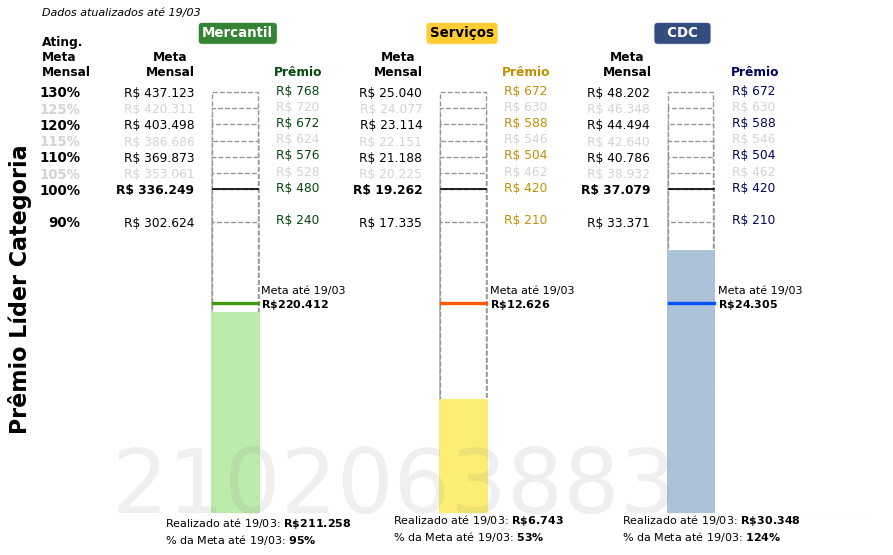 Dados atualizados até 19/03
Mercantil Serviços CDC
Ating. Meta Mensal
Meta Mensal Prêmio Meta Mensal Prêmio Meta Mensal Prêmio
130% R$ 437.123 R$ 768 R$ 25.040 R$ 672 R$ 48.202 R$ 672
125% R$ 420.311 R$ 720 R$ 24.077 R$ 630 R$ 46.348 R$ 630
120% R$ 403.498 R$ 672 R$ 23.114 R$ 588 R$ 44.494 R$ 588
115% R$ 386.686 R$ 624 R$ 22.151 R$ 546 R$ 42.640 R$ 546
110% R$ 369.873 R$ 576 R$ 21.188 R$ 504 R$ 40.786 R$ 504
105% R$ 353.061 R$ 528 R$ 20.225 R$ 462 R$ 38.932 R$ 462
100% R$ 336.249 R$ 480 R$ 19.262 R$ 420 R$ 37.079 R$ 420
90% R$ 302.624 R$ 240 R$ 17.335 R$ 210 R$ 33.371 R$ 210
Meta até 19/03 Meta até 19/03 Meta até 19/03
R$220.412 R$12.626 R$24.305
Prêmio Líder Categoria
2102063883
Realizado até 19/03: R$211.258 Realizado até 19/03: R$6.743 Realizado até 19/03: R$30.348
% da Meta até 19/03: 95% % da Meta até 19/03: 53% % da Meta até 19/03: 124%